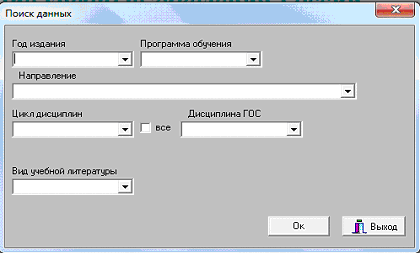 Поиск данных
Год издания Программа обучения
Направление
Цикл дисциплин все Дисциплина ГОС
Вид учебной литературы
Ок Выход